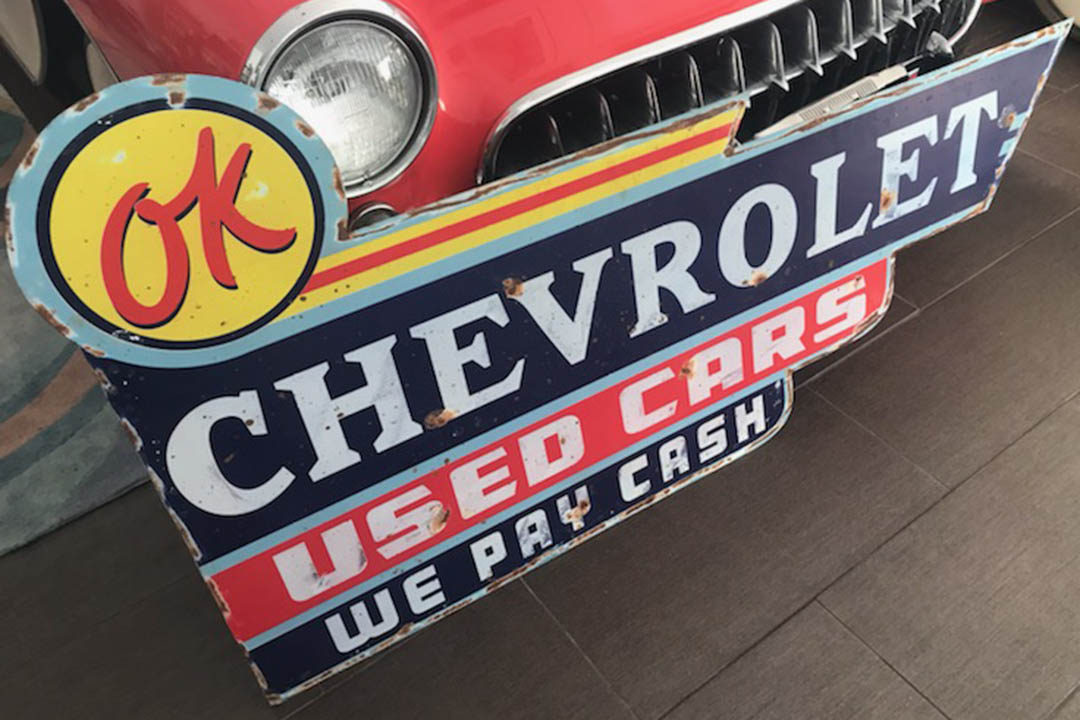 OK
CHEVROLET
USED CARS
WE PAY CASH